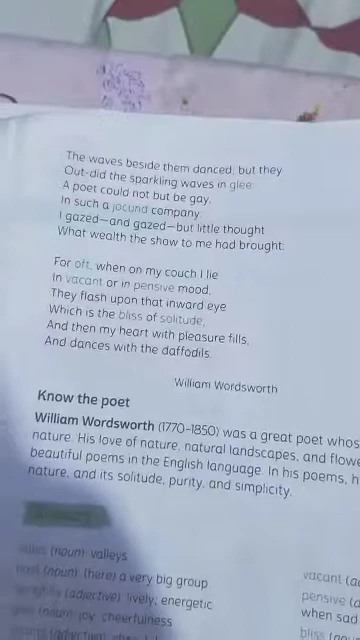 The waves beside them danced, but they
Out-did the sparkling waves in glee:
A poet could not but be gay,
In such a jocund company:
I gazed—and gazed—but little thought
What wealth the show to me had brought:
For oft, when on my couch I lie
In vacant or in pensive mood,
They flash upon that inward eye
Which is the bliss of solitude;
And then my heart with pleasure fills,
And dances with the daffodils.
William Wordsworth
Know the poet
William Wordsworth (1770–1850) was a great poet whos
nature. His love of nature, natural landscapes, and flowe
beautiful poems in the English language. In his poems, h
nature, and its solitude, purity, and simplicity.
(noun) valleys
(noun) (here) a very big group
(adjective) lively; energetic
(noun) joy; cheerfulness
vacant (a
pensive (a
when sad
bliss